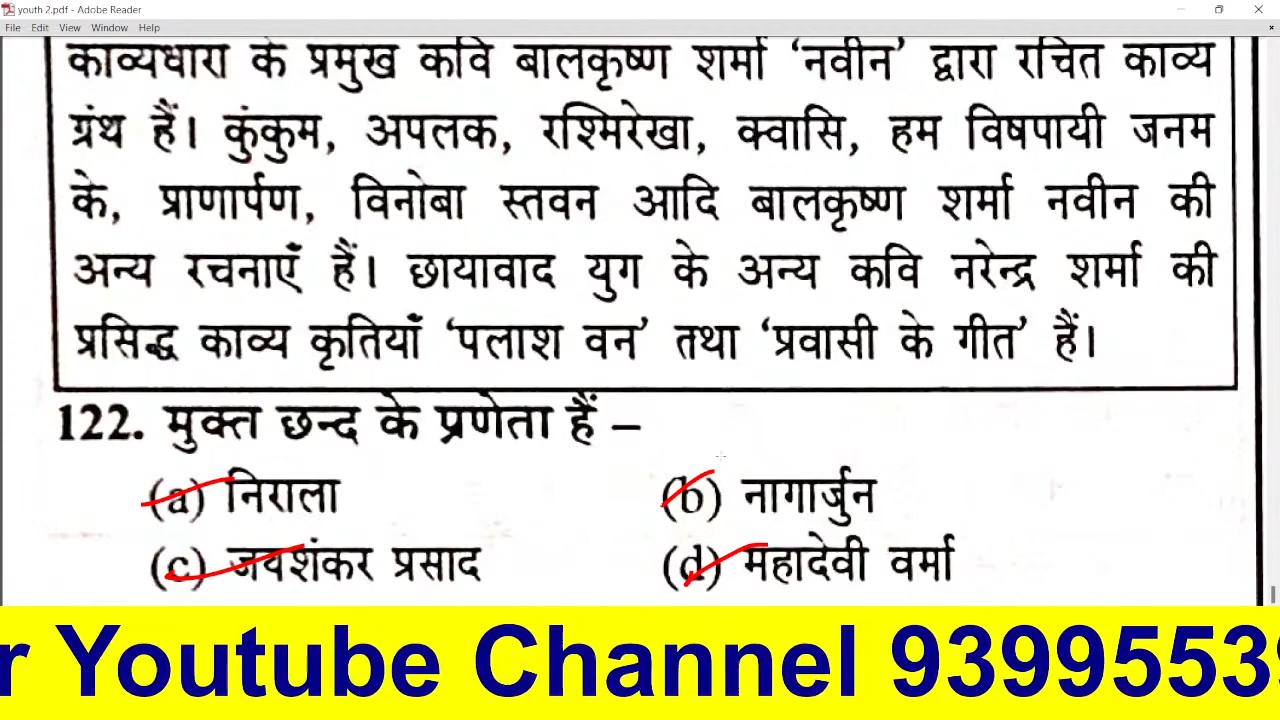 youth 2.pdf - Adobe Reader
File Edit View Window Help
काव्यधारा के प्रमुख कवि बालकृष्ण शर्मा ‘नवीन’ द्वारा रचित काव्य
ग्रंथ हैं। कुंकुम, अपलक, रश्मिरेखा, क्वासि, हम विषपायी जनम
के, प्राणार्पण, विनोबा स्तवन आदि बालकृष्ण शर्मा नवीन की
अन्य रचनाएँ हैं। छायावाद युग के अन्य कवि नरेन्द्र शर्मा की
प्रसिद्ध काव्य कृतियाँ ‘पलाश वन’ तथा ‘प्रवासी के गीत’ हैं।
122. मुक्त छन्द के प्रणेता हैं –
(a) निराला (b) नागार्जुन
(c) जयशंकर प्रसाद (d) महादेवी वर्मा
r Youtube Channel 9399553